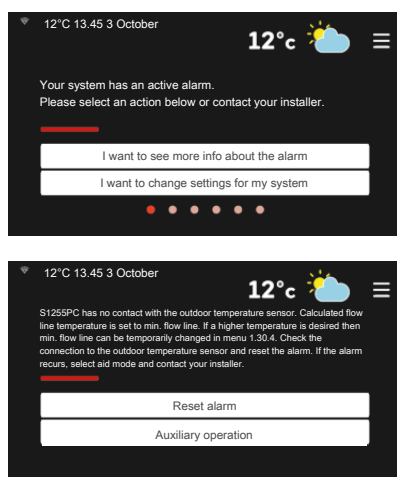 12°C 13.45 3 October
12°c
Your system has an active alarm.
Please select an action below or contact your installer.
I want to see more info about the alarm
I want to change settings for my system
12°C 13.45 3 October
12°c
S1255PC has no contact with the outdoor temperature sensor. Calculated flow
line temperature is set to min. flow line. If a higher temperature is desired then
min. flow line can be temporarily changed in menu 1.30.4. Check the
connection to the outdoor temperature sensor and reset the alarm. If the alarm
recurs, select aid mode and contact your installer.
Reset alarm
Auxiliary operation